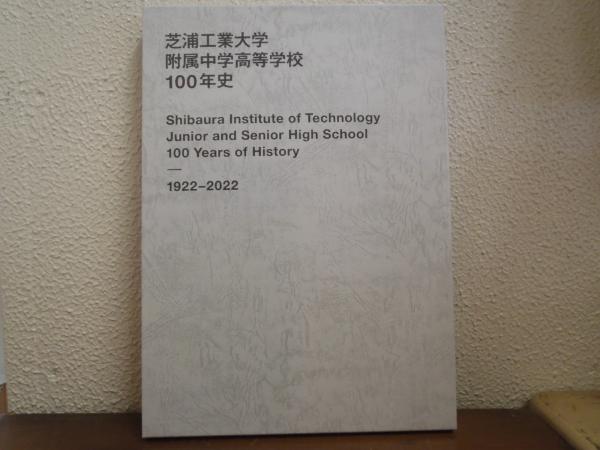 芝浦工業大学
附属中学高等学校
100年史
Shibaura Institute of Technology
Junior and Senior High School
100 Years of History
—
1922–2022